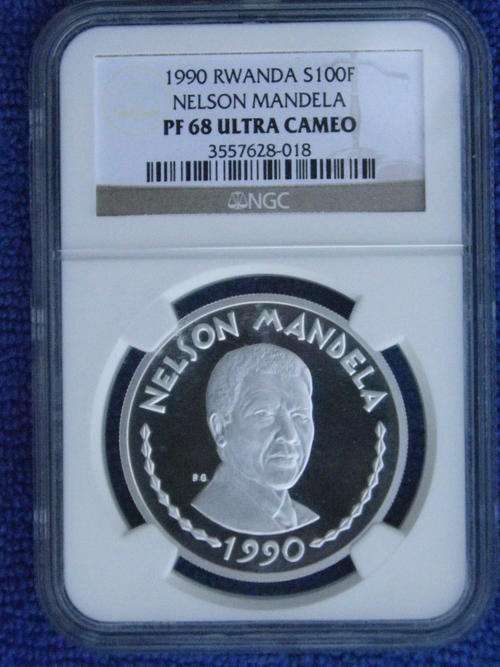 1990 RWANDA S100F
NELSON MANDELA
PF 68 ULTRA CAMEO
3557628-018
NGC
NELSON MANDELA
P.G.
1990